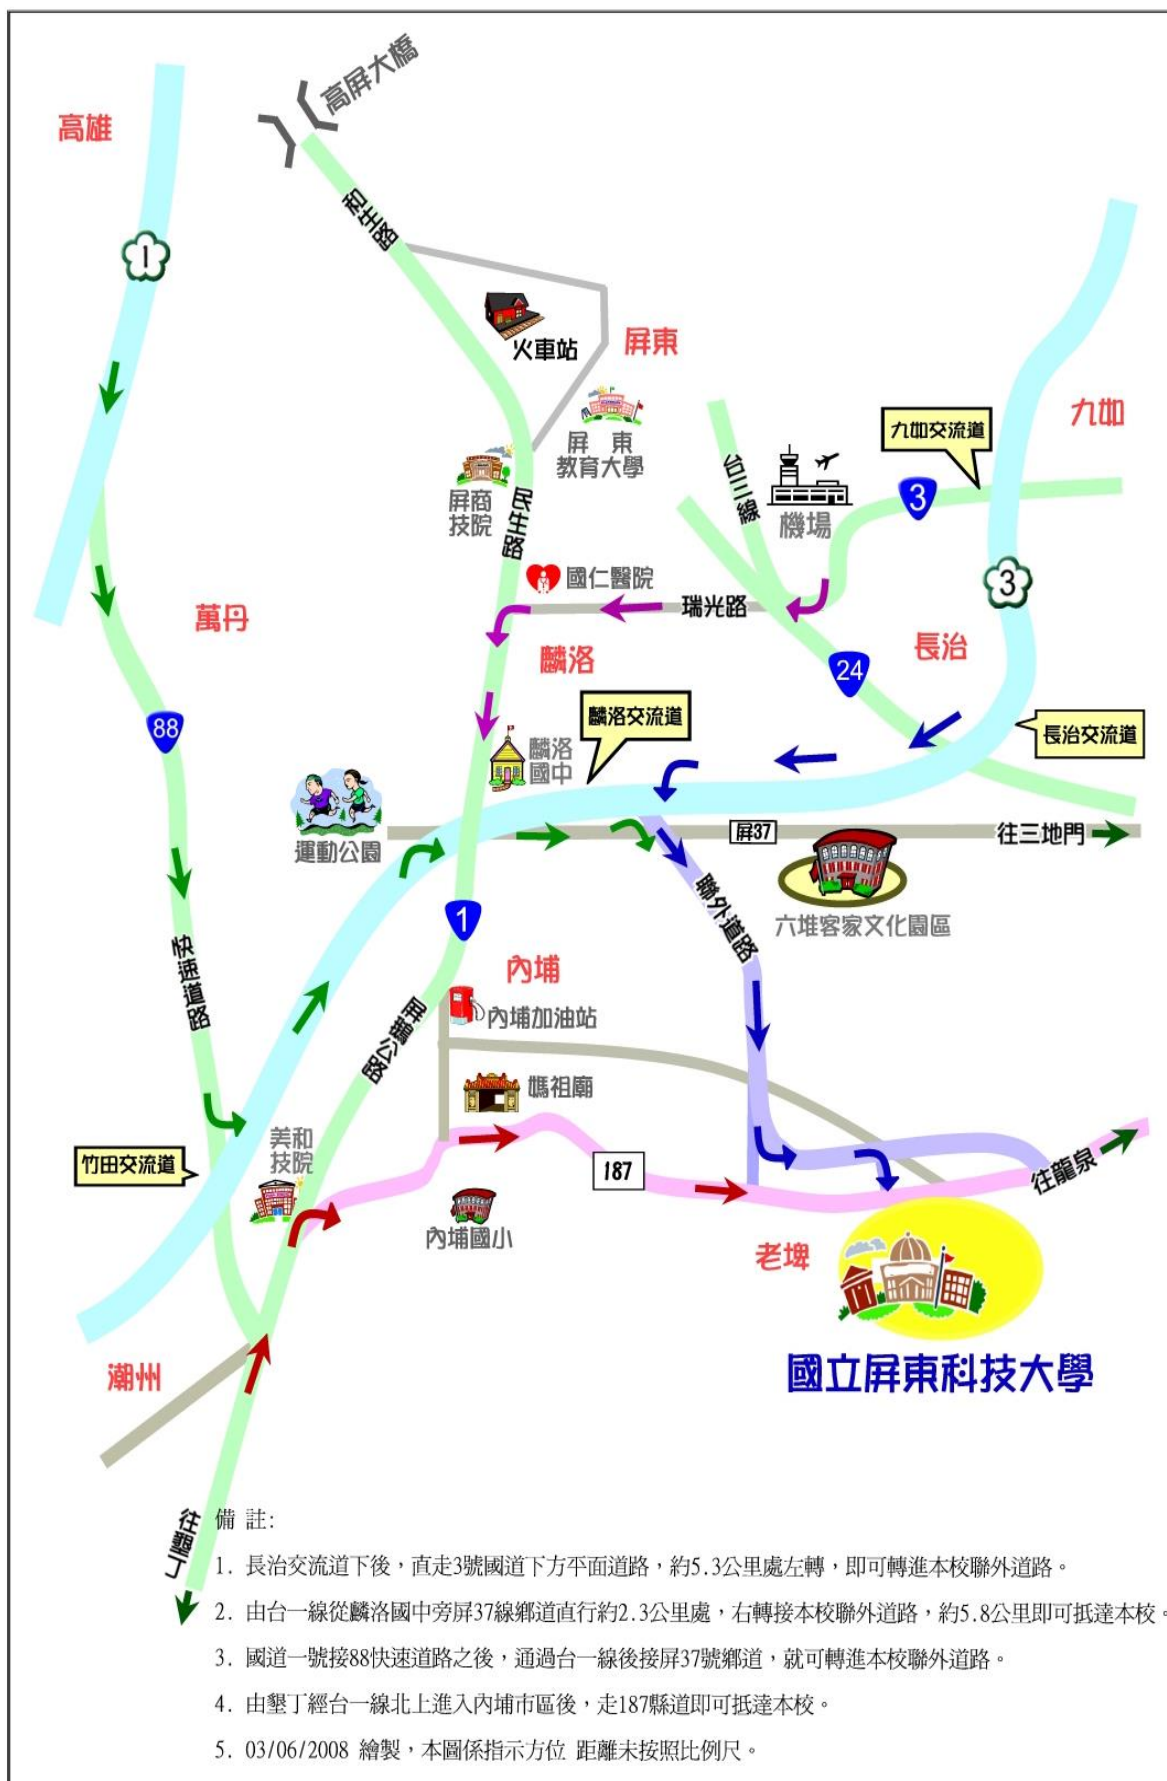 高屏大橋
高雄
和生路
1
火車站
屏東
九如
九如交流道
屏 東
教育大學
台三線
3
屏商
技院
民生路
機場
國仁醫院
3
瑞光路
萬丹
麟洛
長治
24
88
麟洛交流道
長治交流道
麟洛
國中
運動公園
屏37
往三地門
聯外道路
1
六堆客家文化園區
快速道路
內埔
屏鵝公路
內埔加油站
媽祖廟
美和
技院
竹田交流道
187
往龍泉
內埔國小
老埤
潮州
國立屏東科技大學
往墾丁
備 註:
1. 長治交流道下後，直走3號國道下方平面道路，約5.3公里處左轉，即可轉進本校聯外道路。
2. 由台一線從麟洛國中旁屏37線鄉道直行約2.3公里處，右轉接本校聯外道路，約5.8公里即可抵達本校。
3. 國道一號接88快速道路之後，通過台一線後接屏37號鄉道，就可轉進本校聯外道路。
4. 由墾丁經台一線北上進入內埔市區後，走187縣道即可抵達本校。
5. 03/06/2008 繪製，本圖係指示方位 距離未按照比例尺。